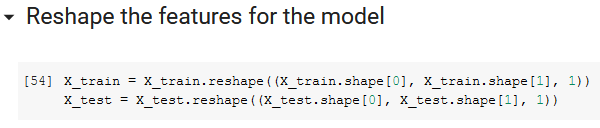 Reshape the features for the model
[54] X_train = X_train.reshape((X_train.shape[0], X_train.shape[1], 1))
X_test = X_test.reshape((X_test.shape[0], X_test.shape[1], 1))